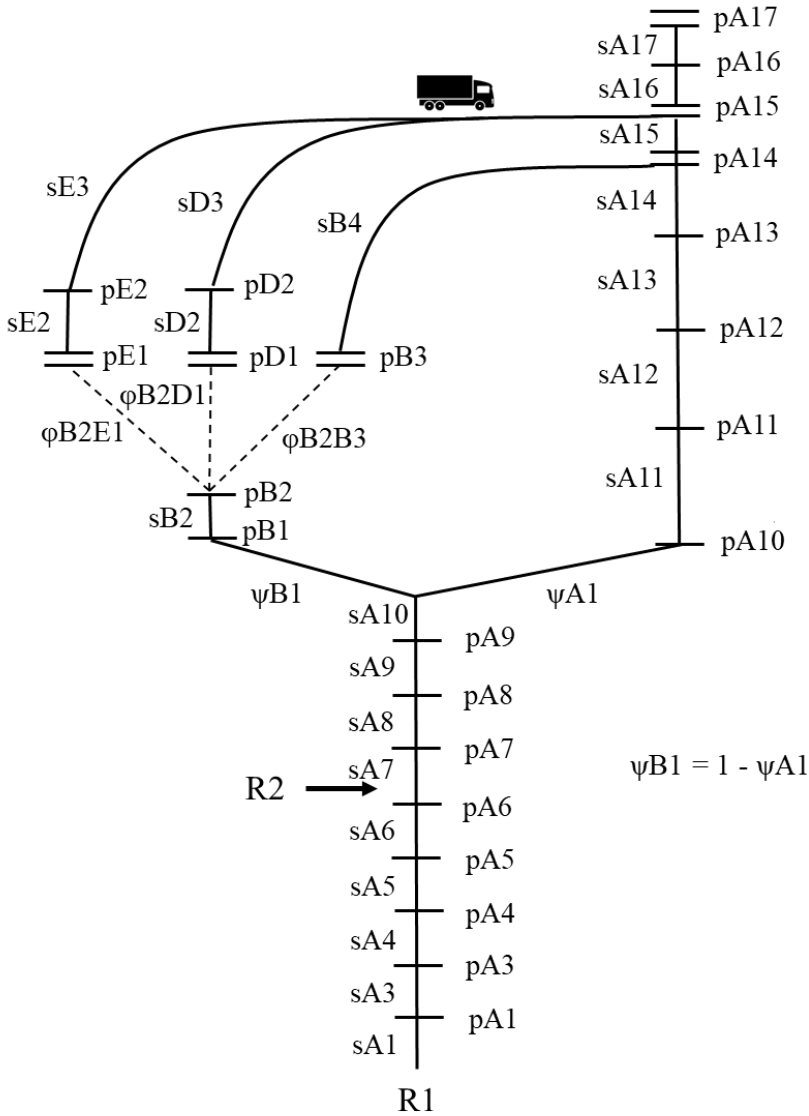 pA17
sA17
pA16
sA16
pA15
sA15
pA14
sE3
sD3
sB4
sA14
pA13
sA13
pE2
pD2
sE2
sD2
pA12
pE1
pD1
pB3
sA12
φB2D1
φB2E1
φB2B3
pA11
sA11
pB2
sB2
pB1
pA10
ψB1
ψA1
sA10
pA9
sA9
pA8
sA8
pA7
sA7
ψB1 = 1 - ψA1
R2
pA6
sA6
pA5
sA5
pA4
sA4
pA3
sA3
pA1
sA1
R1